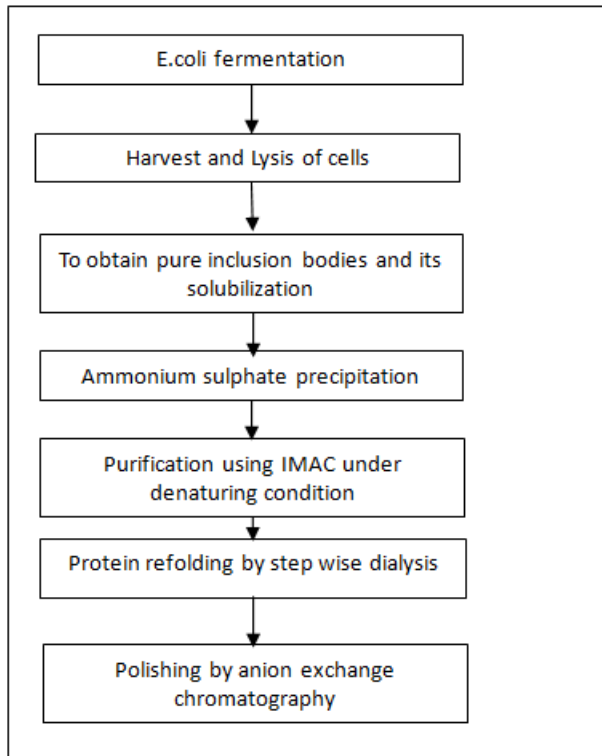 E.coli fermentation
Harvest and Lysis of cells
To obtain pure inclusion bodies and its
solubilization
Ammonium sulphate precipitation
Purification using IMAC under
denaturing condition
Protein refolding by step wise dialysis
Polishing by anion exchange
chromatography